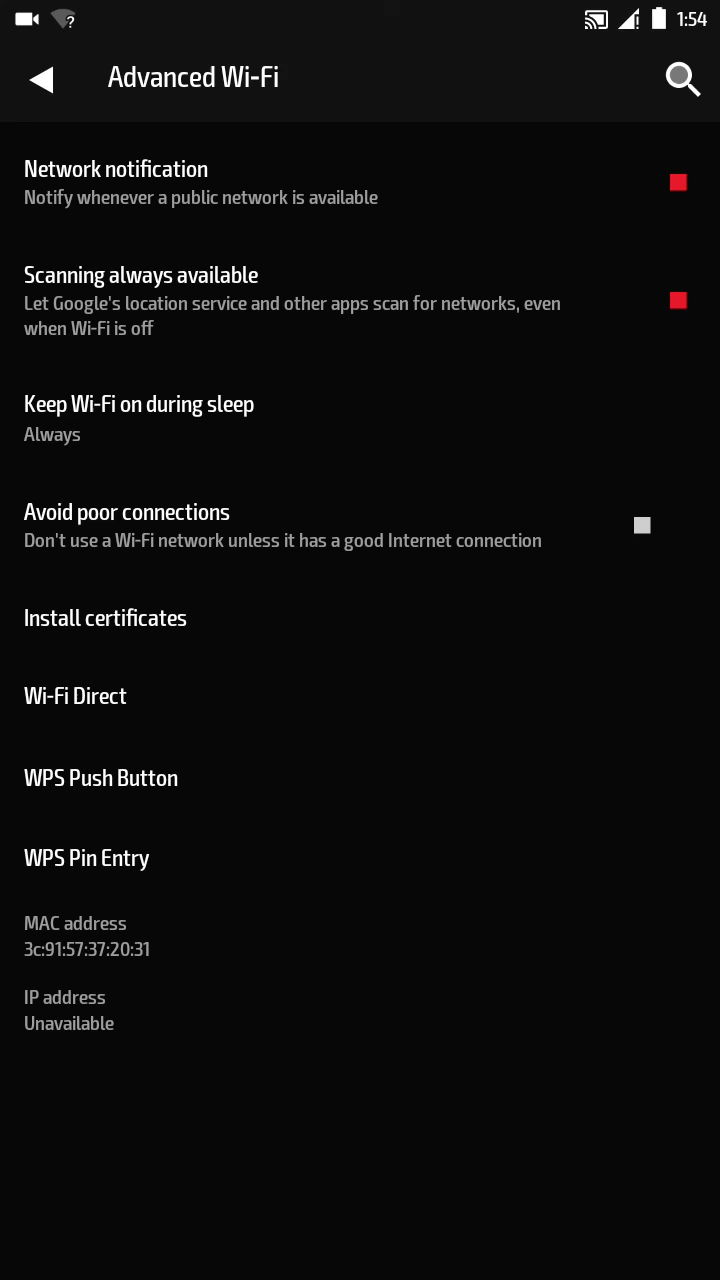 1:54
Advanced Wi-Fi
Network notification
Notify whenever a public network is available
Scanning always available
Let Google's location service and other apps scan for networks, even
when Wi-Fi is off
Keep Wi-Fi on during sleep
Always
Avoid poor connections
Don't use a Wi-Fi network unless it has a good Internet connection
Install certificates
Wi-Fi Direct
WPS Push Button
WPS Pin Entry
MAC address
3c:91:57:37:20:31
IP address
Unavailable